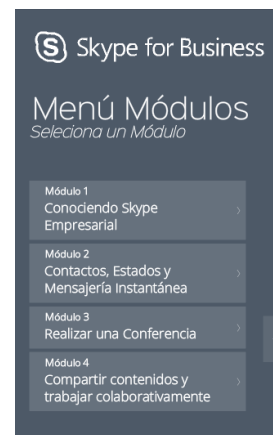 Skype for Business
Menú Módulos
Seleciona un Módulo
Módulo 1
Conociendo Skype
Empresarial
Módulo 2
Contactos, Estados y
Mensajería Instantánea
Módulo 3
Realizar una Conferencia
Módulo 4
Compartir contenidos y
trabajar colaborativamente